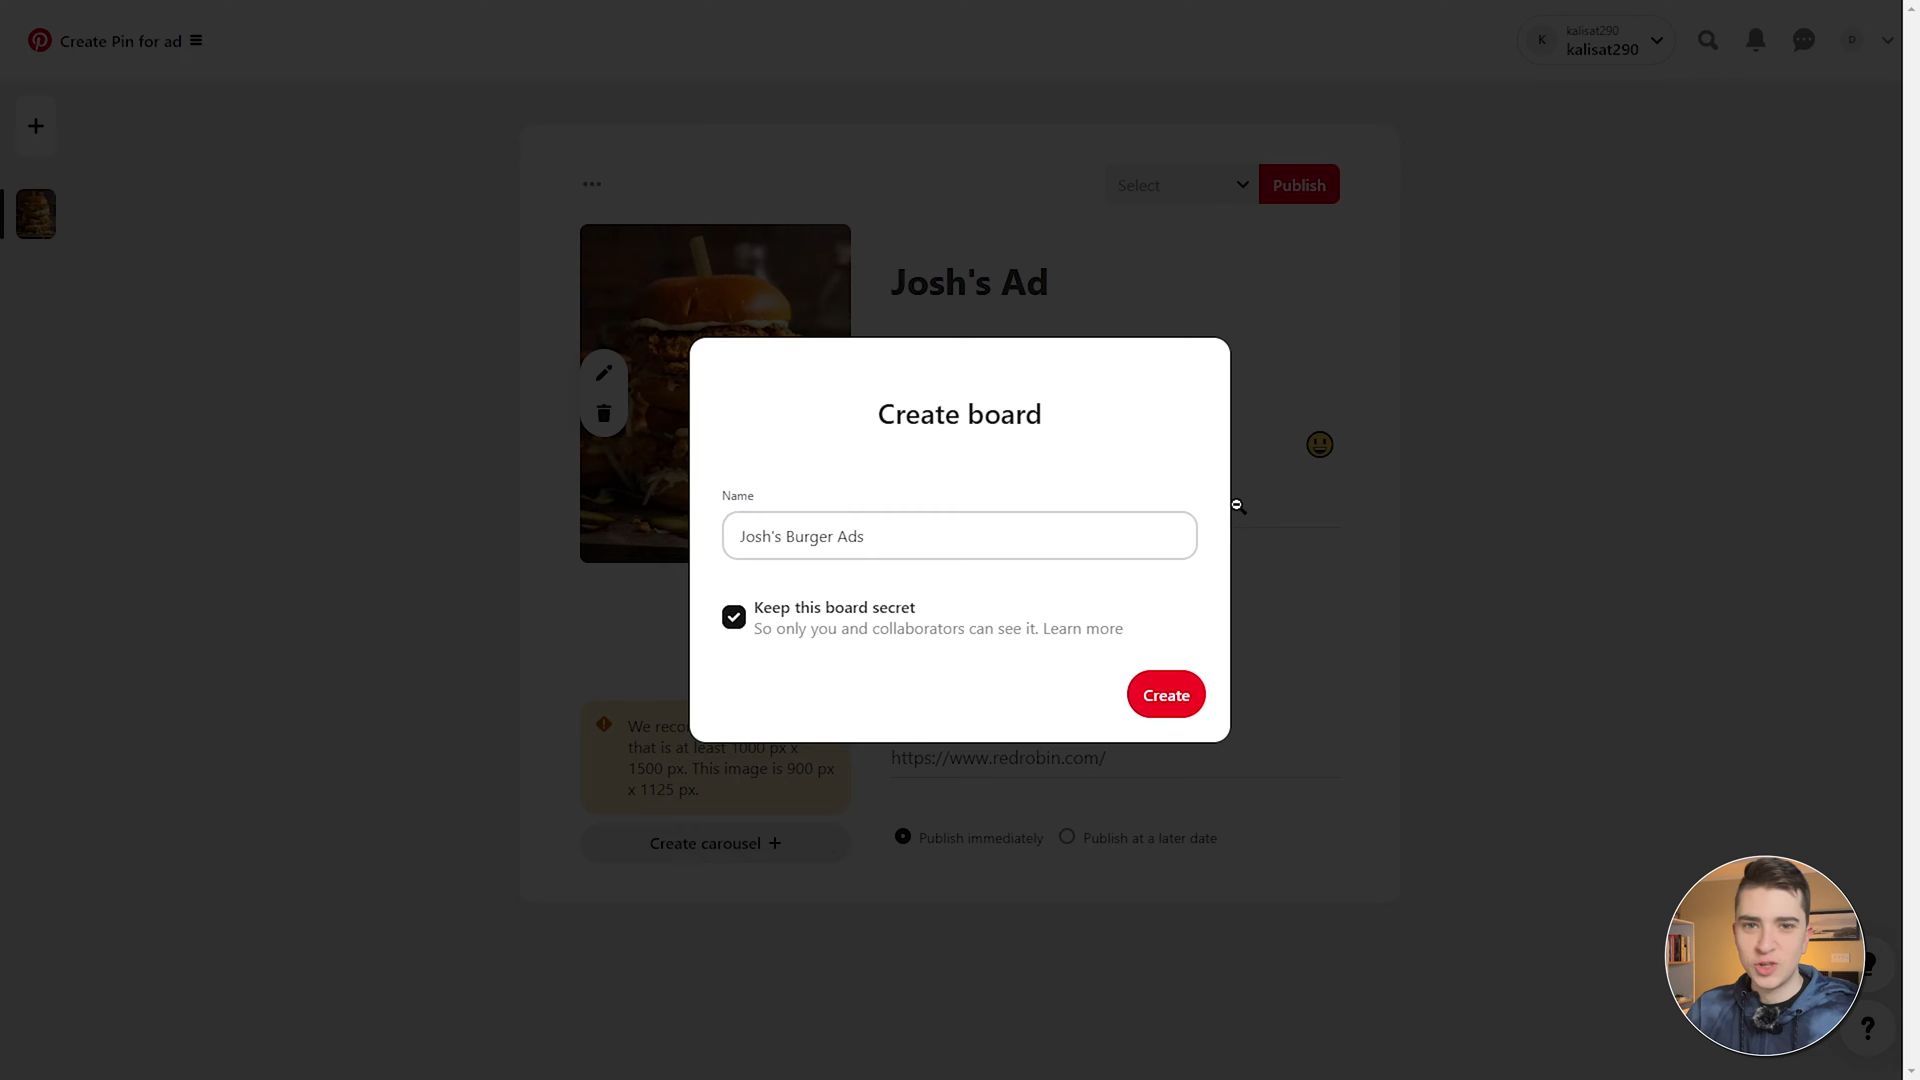 Create Pin for ad
K
kalisat290
kalisat290
D
Select
Publish
Josh's Ad
Create board
Name
Josh's Burger Ads
Keep this board secret
So only you and collaborators can see it. Learn more
Create
We reco
that is at least 1000 px x
1500 px. This image is 900 px
x 1125 px.
https://www.redrobin.com/
Create carousel
Publish immediately
Publish at a later date
?